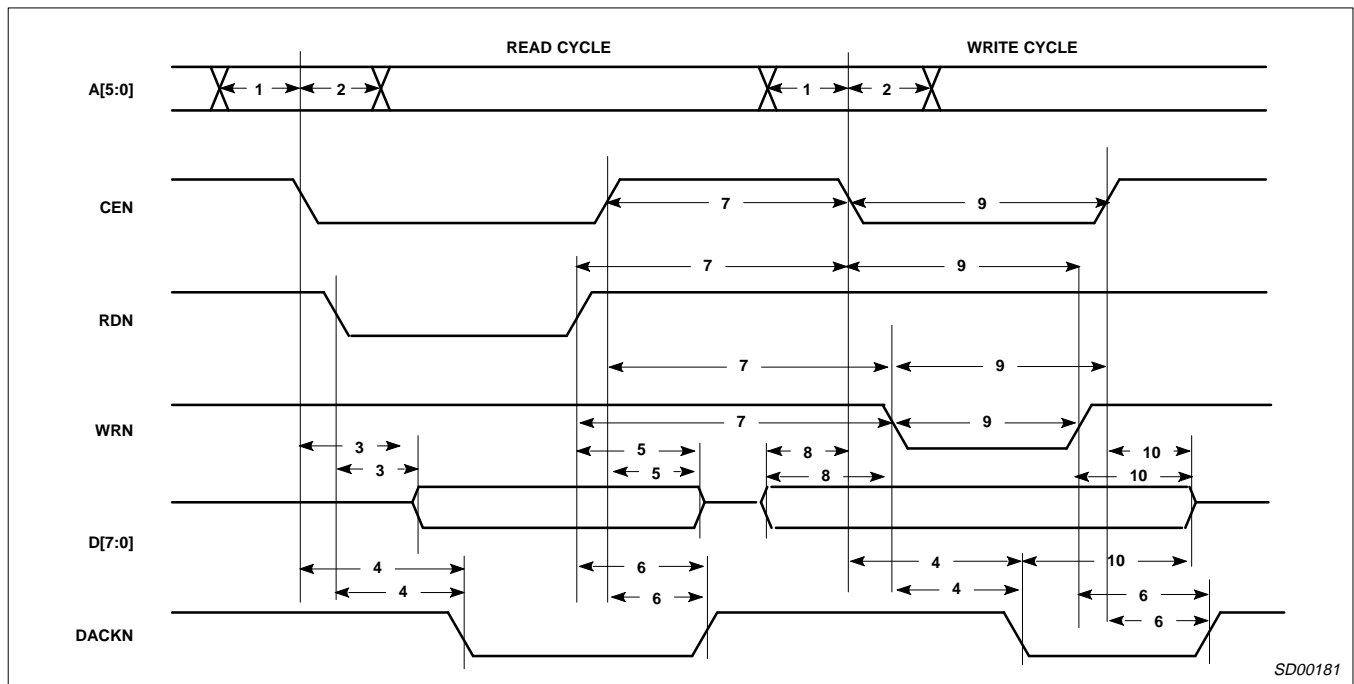 READ CYCLE WRITE CYCLE
A[5:0] 1 2 1 2
CEN 7 9
7 9
RDN
7 9
WRN 7 9
3 5 8 10
3 5 8 10
D[7:0]
4 6 4 10
4 6 4 6
6
DACKN
SD00181